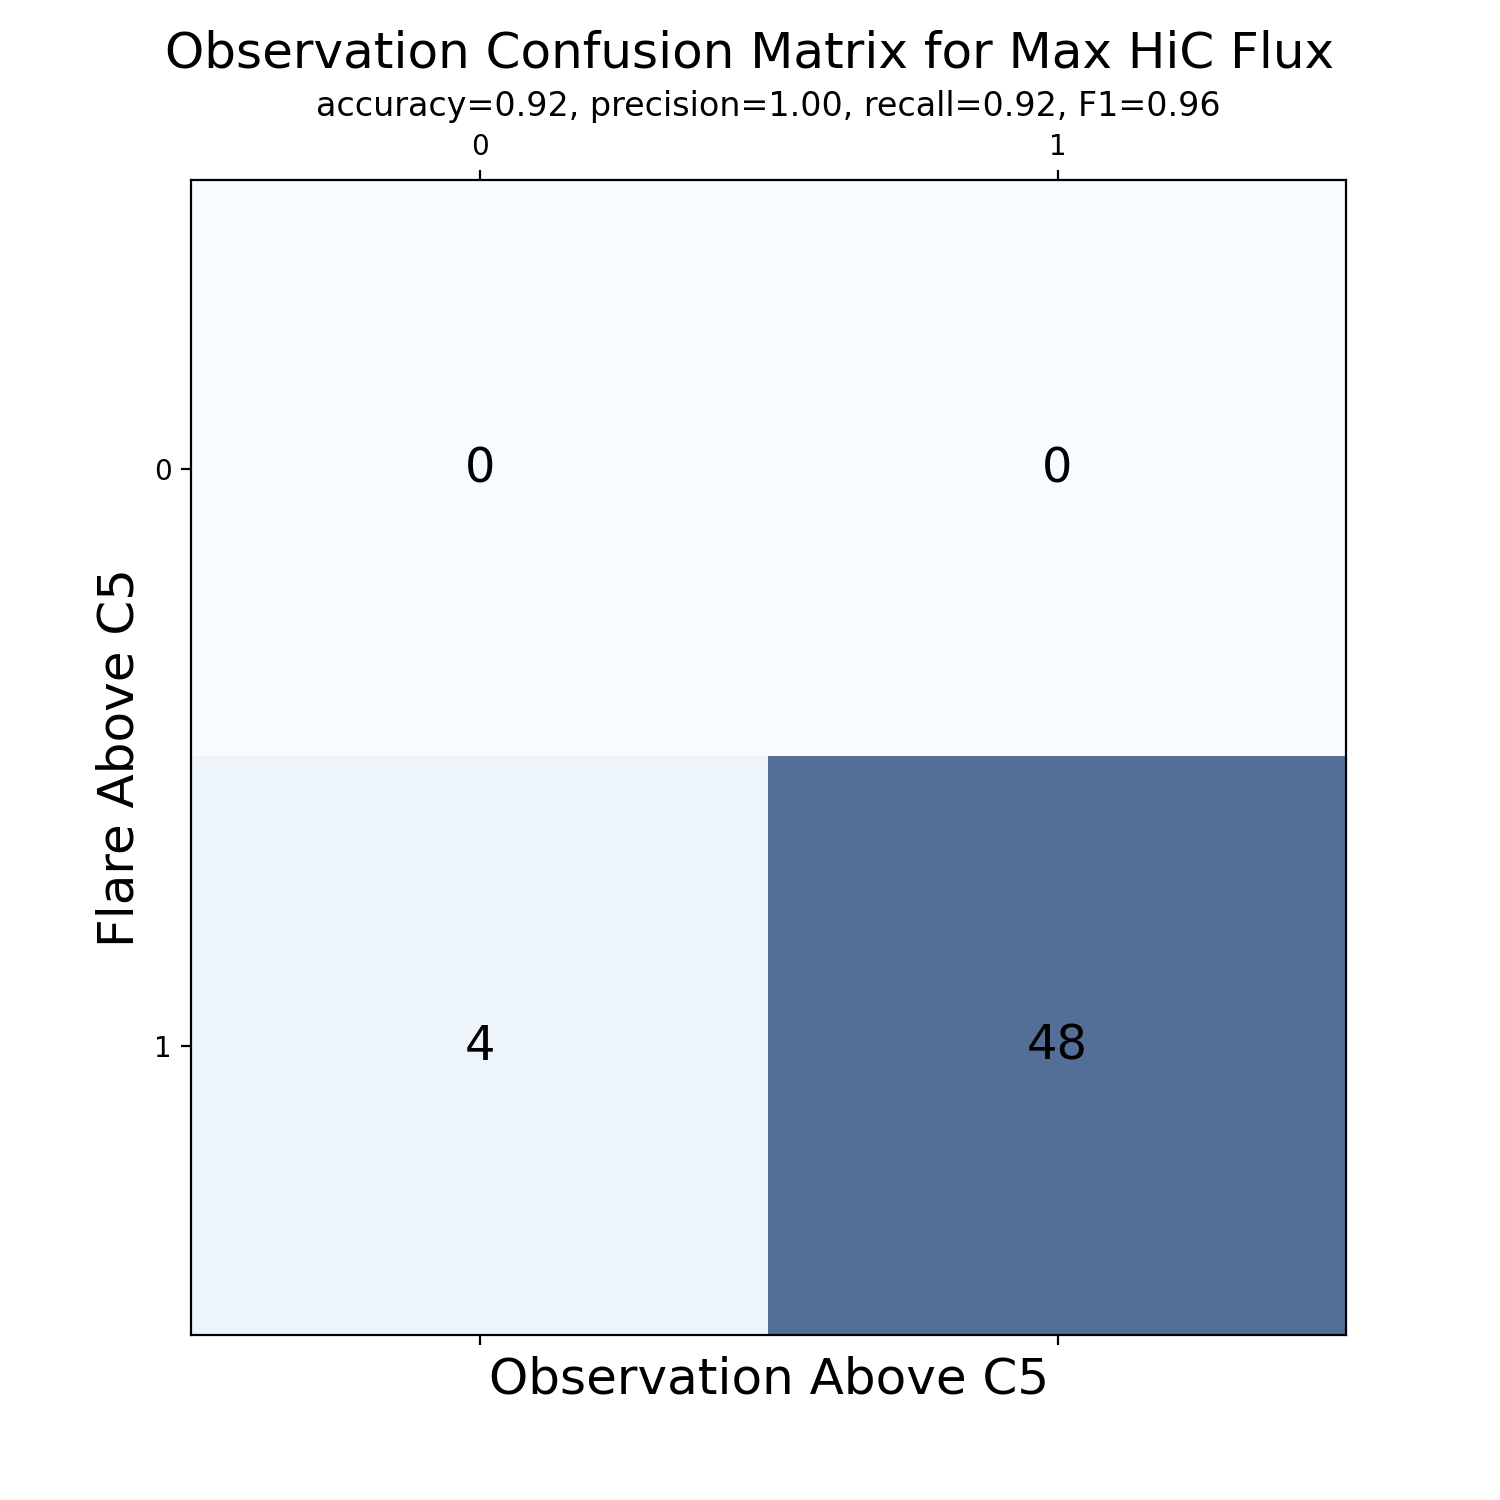 Observation Confusion Matrix for Max HiC Flux
accuracy=0.92, precision=1.00, recall=0.92, F1=0.96
0 1
0 0 0
Flare Above C5
1 4 48
Observation Above C5